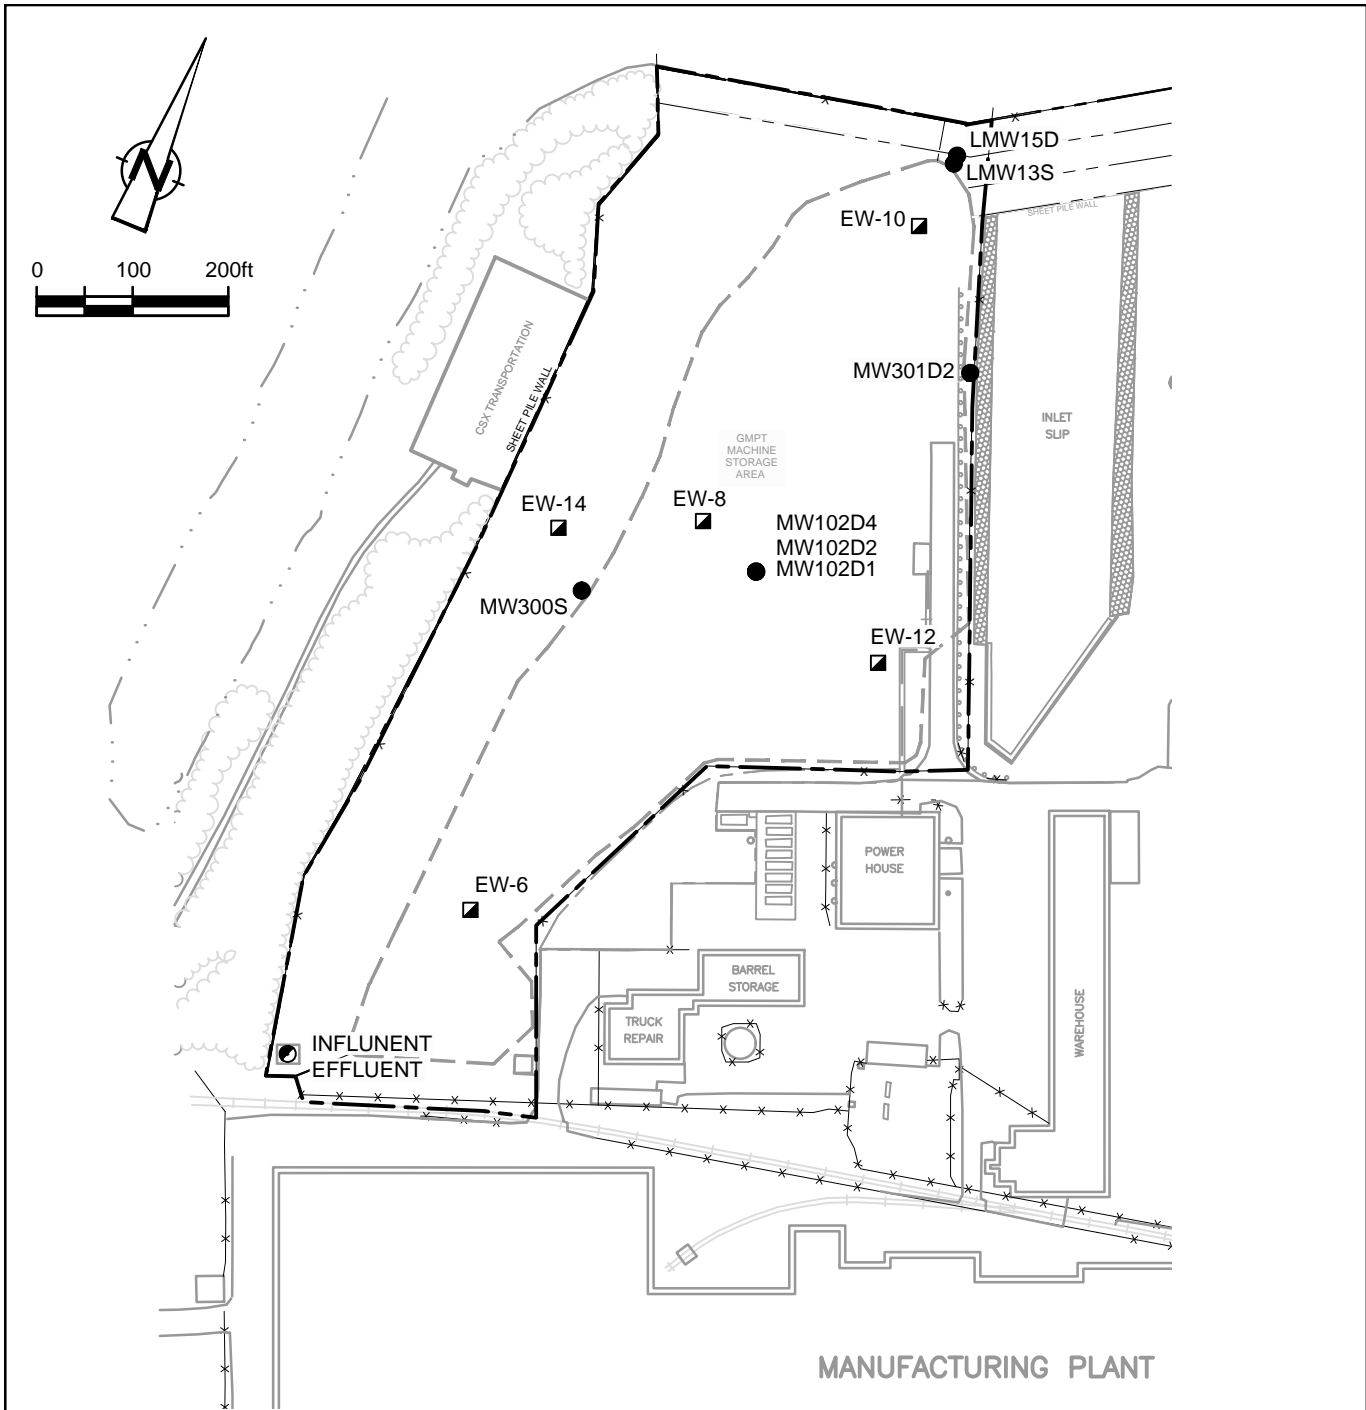 N
0 100 200ft
LMW15D
LMW13S
EW-10
SHEET PILE WALL
CSX TRANSPORTATION
SHEET PILE WALL
MW301D2
INLET
SLIP
GMPT
MACHINE
STORAGE
AREA
EW-14
EW-8
MW102D4
MW102D2
MW102D1
MW300S
EW-12
POWER
HOUSE
EW-6
BARREL
STORAGE
TRUCK
REPAIR
WAREHOUSE
INFLUNENT
EFFLUENT
MANUFACTURING PLANT